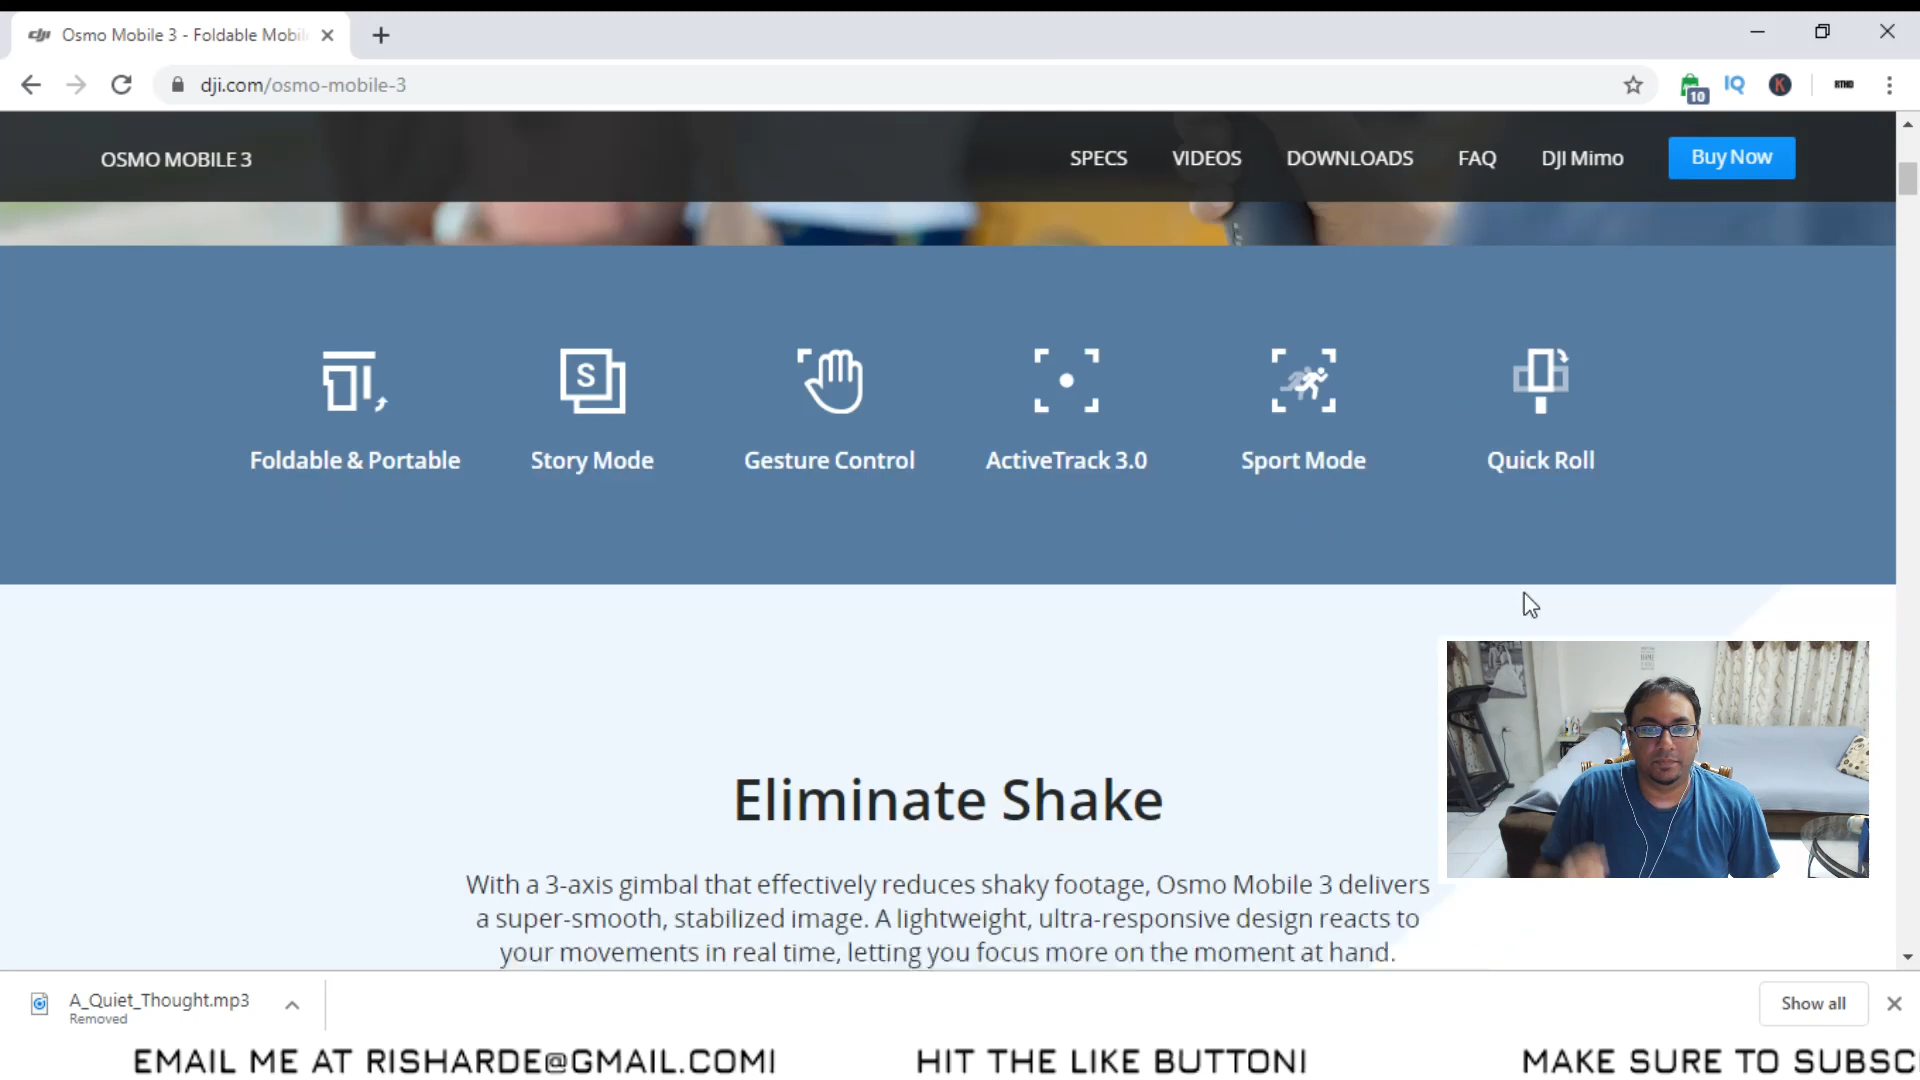 dji Osmo Mobile 3 - Foldable Mobil
dji.com/osmo-mobile-3
10
IQ
K
RTMD
OSMO MOBILE 3
SPECS
VIDEOS
DOWNLOADS
FAQ
DJI Mimo
Buy Now
S
Foldable & Portable
Story Mode
Gesture Control
ActiveTrack 3.0
Sport Mode
Quick Roll
Eliminate Shake
With a 3-axis gimbal that effectively reduces shaky footage, Osmo Mobile 3 delivers
a super-smooth, stabilized image. A lightweight, ultra-responsive design reacts to
your movements in real time, letting you focus more on the moment at hand.
A_Quiet_Thought.mp3
Removed
Show all
EMAIL ME AT RISHARDE@GMAIL.COM!
HIT THE LIKE BUTTON!
MAKE SURE TO SUBSC